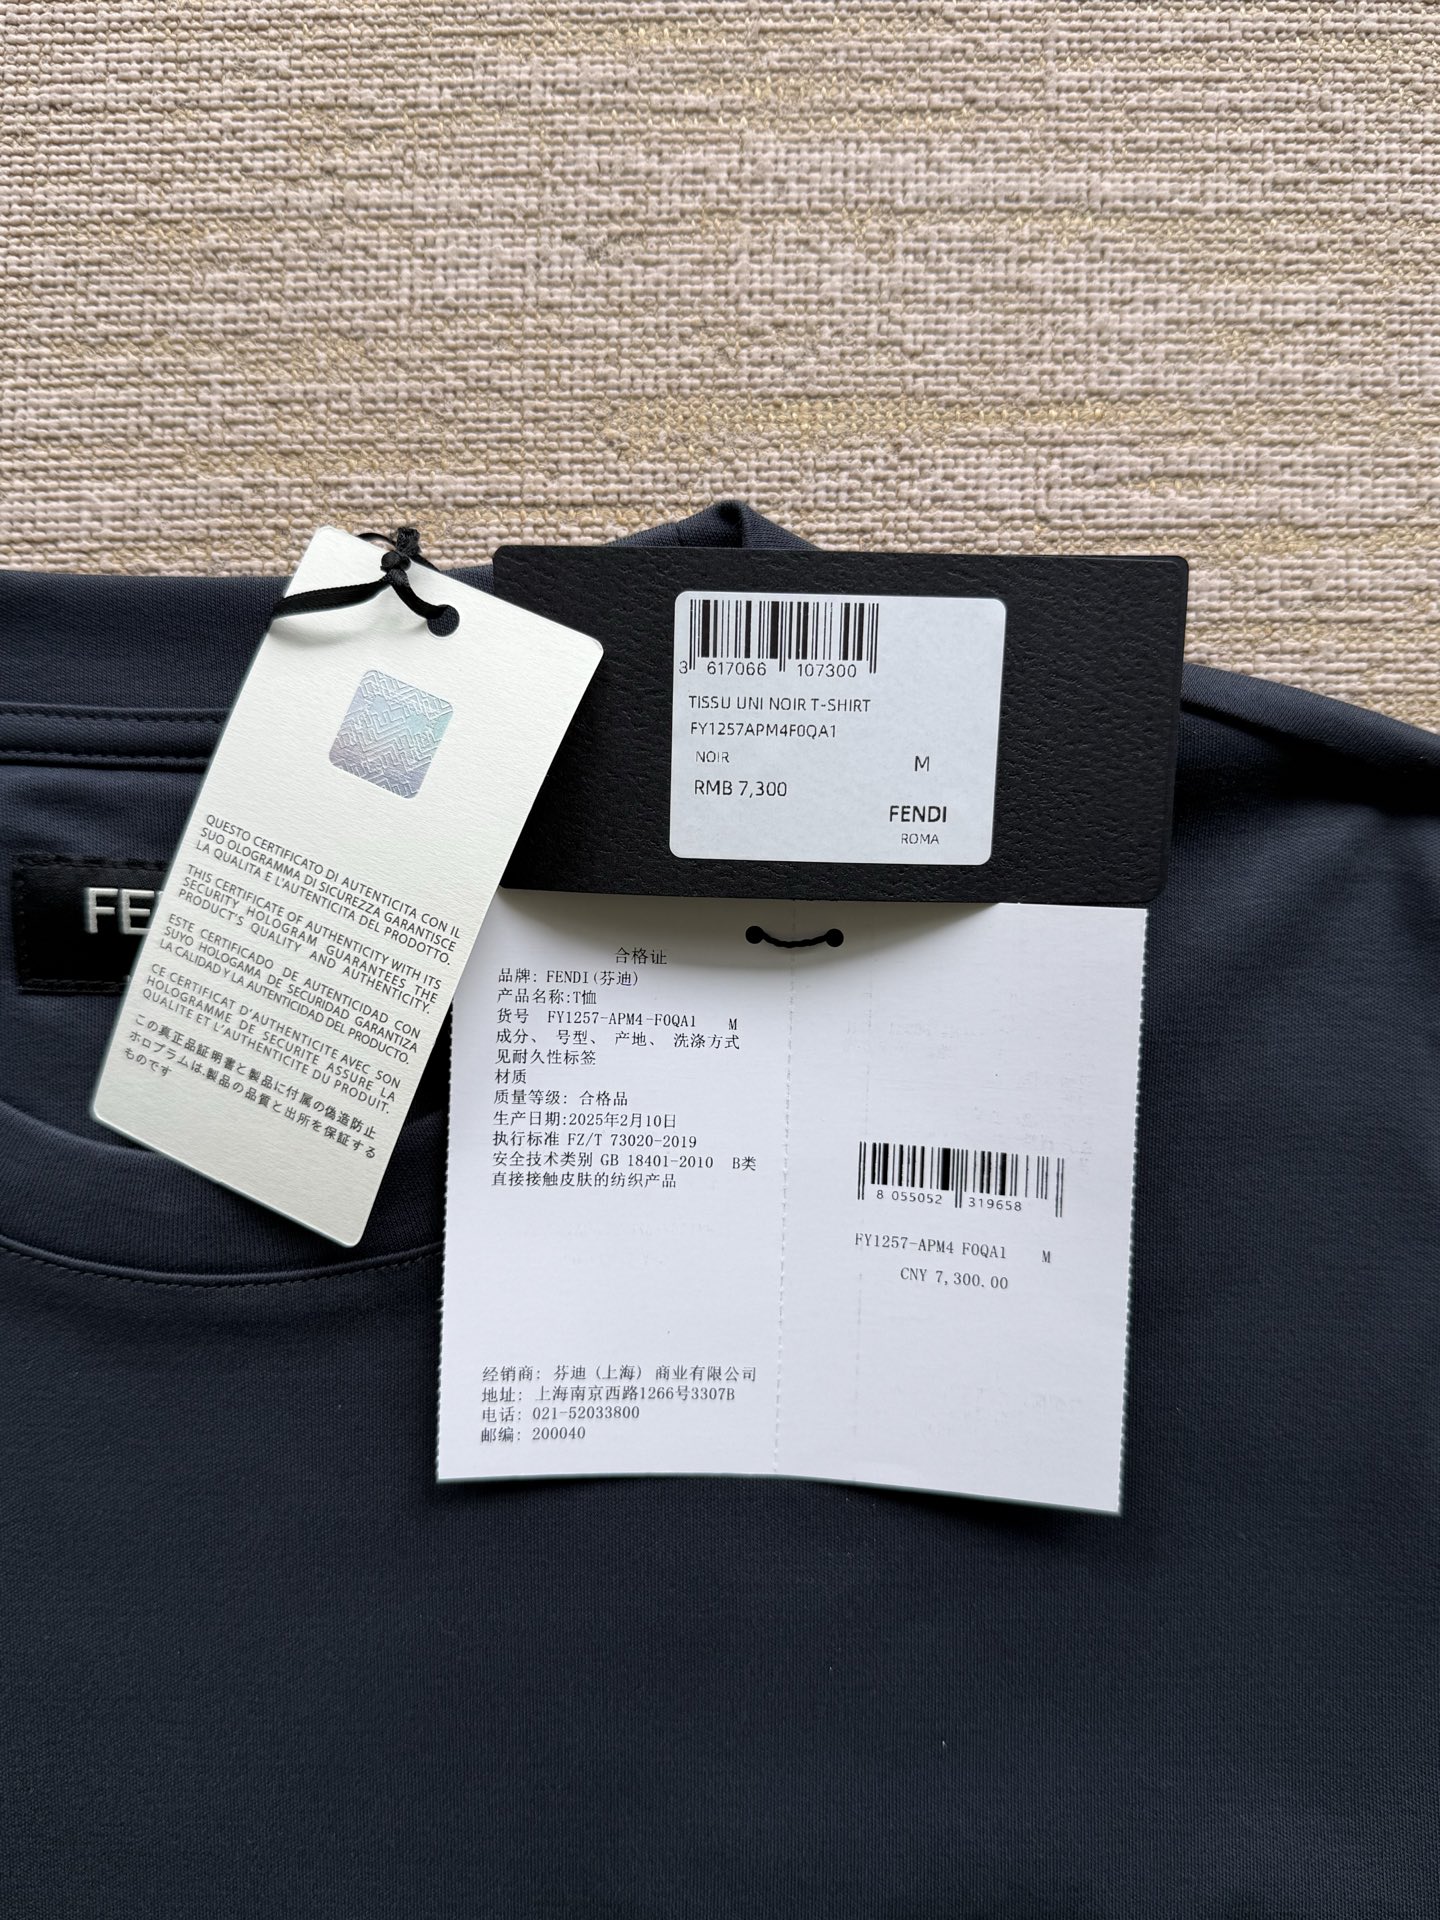 QUESTO CERTIFICATO DI AUTENTICITA CON IL
SUO OLOGRAMMA DI SICUREZZA GARANTISCE
LA QUALITA E L'AUTENTICITA DEL PRODOTTO.
THIS CERTIFICATE OF AUTHENTICITY WITH ITS
SECURITY HOLOGRAM GUARANTEES THE
PRODUCT'S QUALITY AND AUTHENTICITY.
ESTE CERTIFICADO DE AUTENTICIDAD CON
SUYO HOLOGAMA DE SECURIDAD GARANTIZA
LA CALIDAD Y LA AUTENTICIDAD DEL PRODUCTO.
CE CERTIFICAT D'AUTHENTICITE AVEC SON
HOLOGRAMME DE SECURITE ASSURE LA
QUALITE ET L'AUTHENTICITE DU PRODUIT.
この真正品証明書と製品に付属の偽造防止
ホロプラムは、製品の品質と出所を保証する
ものです
FE
3 617066 107300
TISSU UNI NOIR T-SHIRT
FY1257APM4F0QA1
NOIR M
RMB 7,300
FENDI
ROMA
合格证
品牌: FENDI(芬迪)
产品名称:T恤
货号 FY1257-APM4-F0QA1 M
成分、 号型、 产地、 洗涤方式
见耐久性标签
材质
质量等级: 合格品
生产日期:2025年2月10日
执行标准 FZ/T 73020-2019
安全技术类别 GB 18401-2010 B类
直接接触皮肤的纺织产品
经销商: 芬迪 (上海) 商业有限公司
地址: 上海南京西路1266号3307B
电话: 021-52033800
邮编: 200040
8 055052 319658
FY1257-APM4 F0QA1 M
CNY 7,300.00